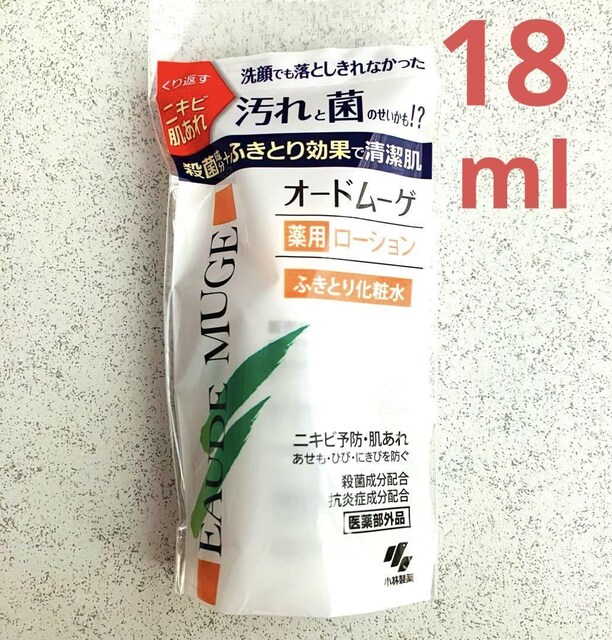 18
ml
くり返す
ニキビ
肌あれ
洗顔でも落としきれなかった
汚れと菌のせいかも!?
殺菌成分+ふきとり効果で清潔肌
オードムーゲ
薬用ローション
ふきとり化粧水
EAUDE MUGE
ニキビ予防・肌あれ
あせも・ひび・にきびを防ぐ
殺菌成分配合
抗炎症成分配合
医薬部外品
小林製薬